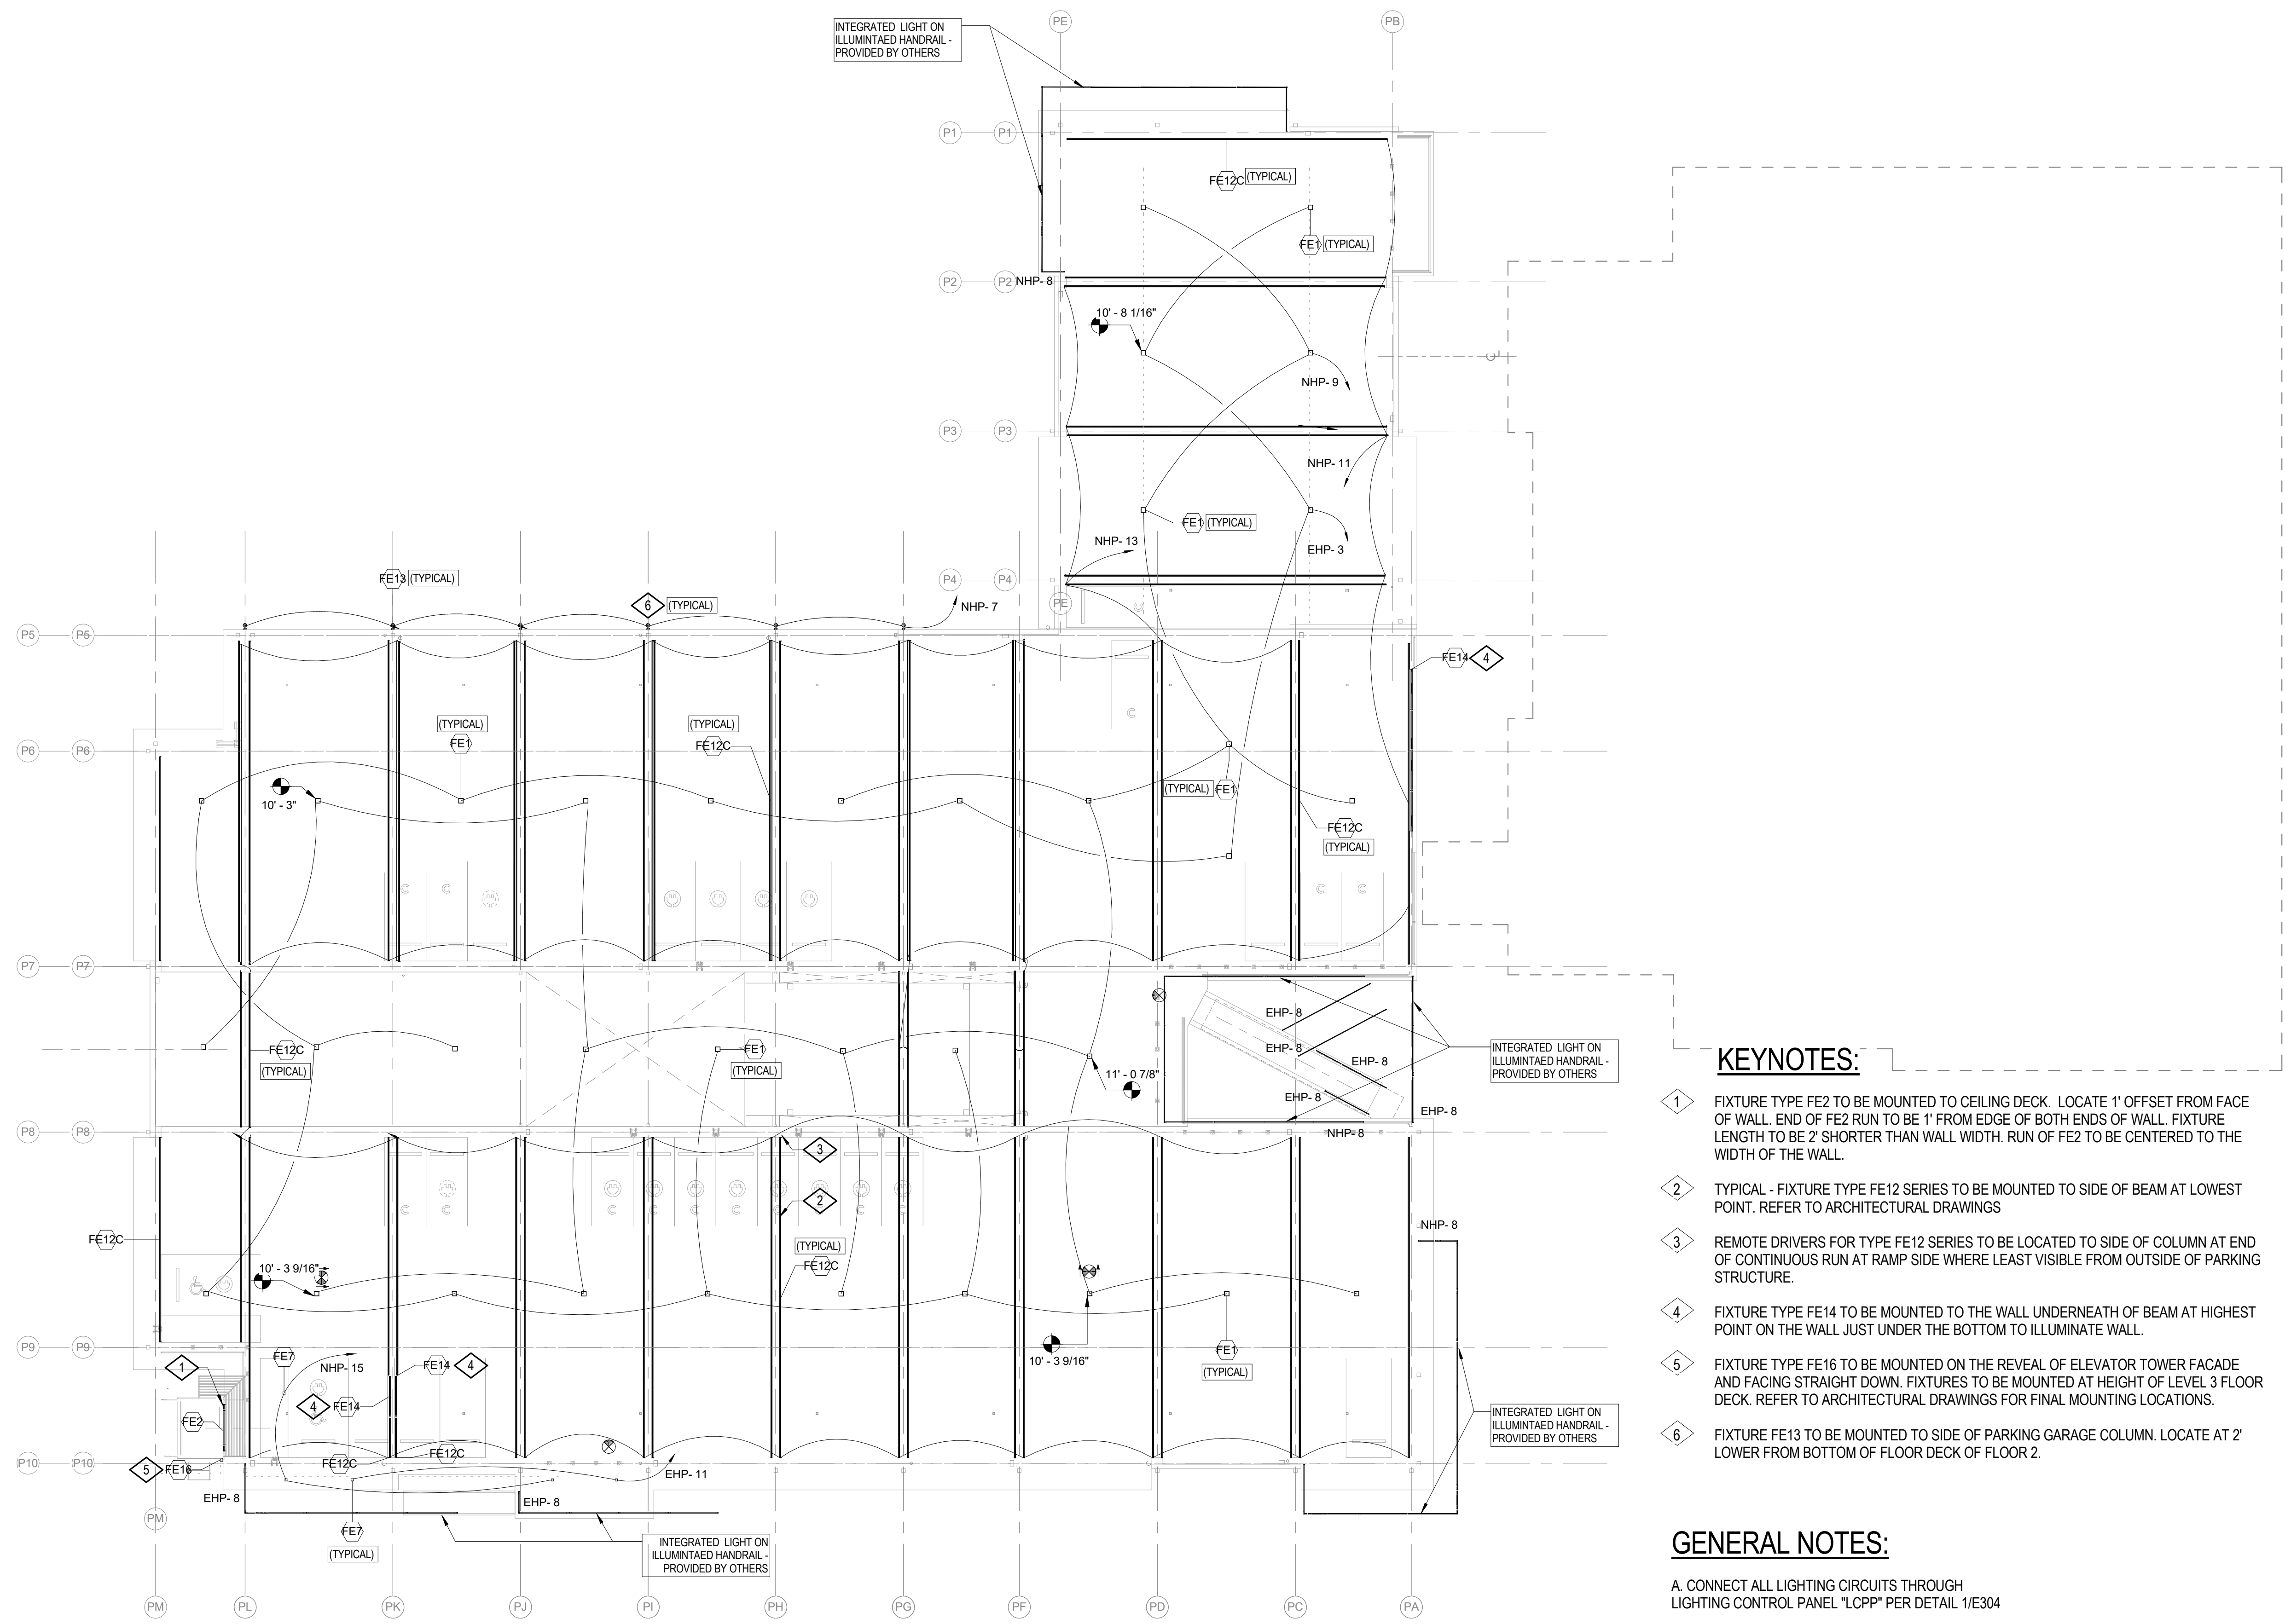 INTEGRATED LIGHT ON
ILLUMINTAED HANDRAIL -
PROVIDED BY OTHERS
PE
PB
P1
P1
FE12C
(TYPICAL)
FE1
(TYPICAL)
P2
P2
NHP- 8
10' - 8 1/16"
NHP- 9
P3
P3
NHP- 11
FE1
(TYPICAL)
NHP- 13
EHP- 3
FE13
(TYPICAL)
P4
P4
6
(TYPICAL)
NHP- 7
PE
P5
P5
FE14
4
(TYPICAL)
FE1
(TYPICAL)
FE12C
C
P6
P6
10' - 3"
(TYPICAL)
FE1
FE12C
(TYPICAL)
C
C
C
C
P7
P7
EHP- 8
FE12C
(TYPICAL)
FE1
(TYPICAL)
EHP- 8
EHP- 8
INTEGRATED LIGHT ON
ILLUMINTAED HANDRAIL -
PROVIDED BY OTHERS
11' - 0 7/8"
EHP- 8
EHP- 8
P8
P8
NHP- 8
3
2
C
C
C
C
C
C
C
C
NHP- 8
FE12C
(TYPICAL)
FE12C
10' - 3 9/16"
P9
P9
10' - 3 9/16"
FE1
(TYPICAL)
1
FE7
NHP- 15
FE14
4
4
FE14
FE2
INTEGRATED LIGHT ON
ILLUMINTAED HANDRAIL -
PROVIDED BY OTHERS
P10
P10
5
FE16
FE12C
FE12C
EHP- 11
EHP- 8
EHP- 8
PM
FE7
(TYPICAL)
INTEGRATED LIGHT ON
ILLUMINTAED HANDRAIL -
PROVIDED BY OTHERS
PM
PL
PK
PJ
PI
PH
PG
PF
PD
PC
PA
KEYNOTES:
1 FIXTURE TYPE FE2 TO BE MOUNTED TO CEILING DECK. LOCATE 1' OFFSET FROM FACE
OF WALL. END OF FE2 RUN TO BE 1' FROM EDGE OF BOTH ENDS OF WALL. FIXTURE
LENGTH TO BE 2' SHORTER THAN WALL WIDTH. RUN OF FE2 TO BE CENTERED TO THE
WIDTH OF THE WALL.
2 TYPICAL - FIXTURE TYPE FE12 SERIES TO BE MOUNTED TO SIDE OF BEAM AT LOWEST
POINT. REFER TO ARCHITECTURAL DRAWINGS
3 REMOTE DRIVERS FOR TYPE FE12 SERIES TO BE LOCATED TO SIDE OF COLUMN AT END
OF CONTINUOUS RUN AT RAMP SIDE WHERE LEAST VISIBLE FROM OUTSIDE OF PARKING
STRUCTURE.
4 FIXTURE TYPE FE14 TO BE MOUNTED TO THE WALL UNDERNEATH OF BEAM AT HIGHEST
POINT ON THE WALL JUST UNDER THE BOTTOM TO ILLUMINATE WALL.
5 FIXTURE TYPE FE16 TO BE MOUNTED ON THE REVEAL OF ELEVATOR TOWER FACADE
AND FACING STRAIGHT DOWN. FIXTURES TO BE MOUNTED AT HEIGHT OF LEVEL 3 FLOOR
DECK. REFER TO ARCHITECTURAL DRAWINGS FOR FINAL MOUNTING LOCATIONS.
6 FIXTURE FE13 TO BE MOUNTED TO SIDE OF PARKING GARAGE COLUMN. LOCATE AT 2'
LOWER FROM BOTTOM OF FLOOR DECK OF FLOOR 2.
GENERAL NOTES:
A. CONNECT ALL LIGHTING CIRCUITS THROUGH
LIGHTING CONTROL PANEL "LCPP" PER DETAIL 1/E304